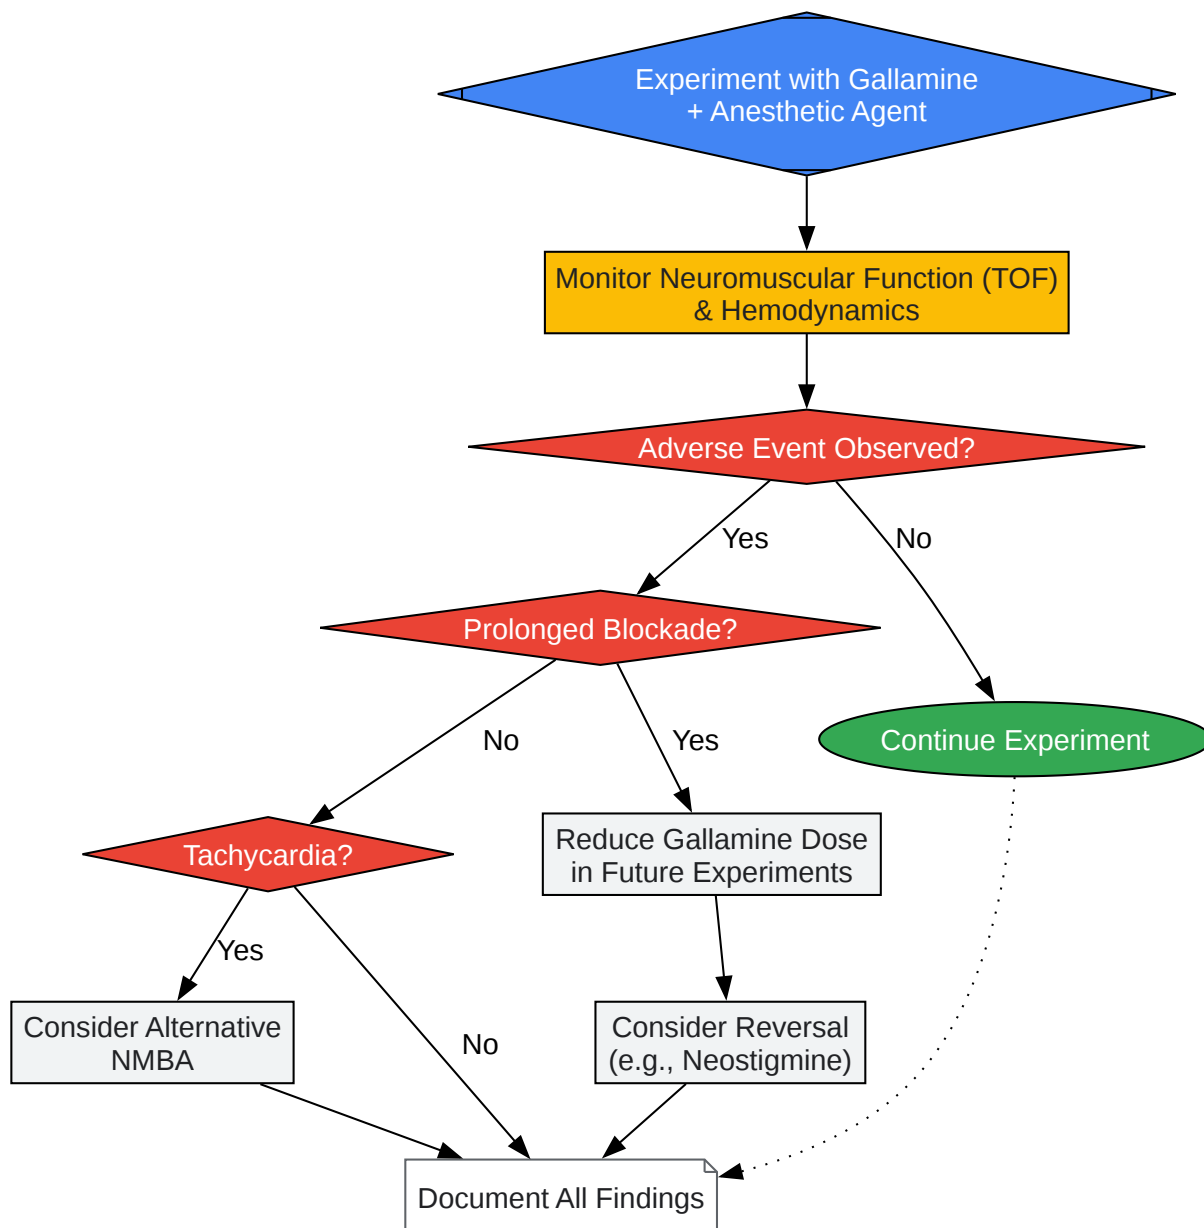 Experiment with Gallamine
+ Anesthetic Agent
Monitor Neuromuscular Function (TOF)
& Hemodynamics
Adverse Event Observed?
Yes
No
Prolonged Blockade?
No
Yes
Continue Experiment
Tachycardia?
Reduce Gallamine Dose
in Future Experiments
Yes
No
Consider Alternative
NMBA
Consider Reversal
(e.g., Neostigmine)
Document All Findings